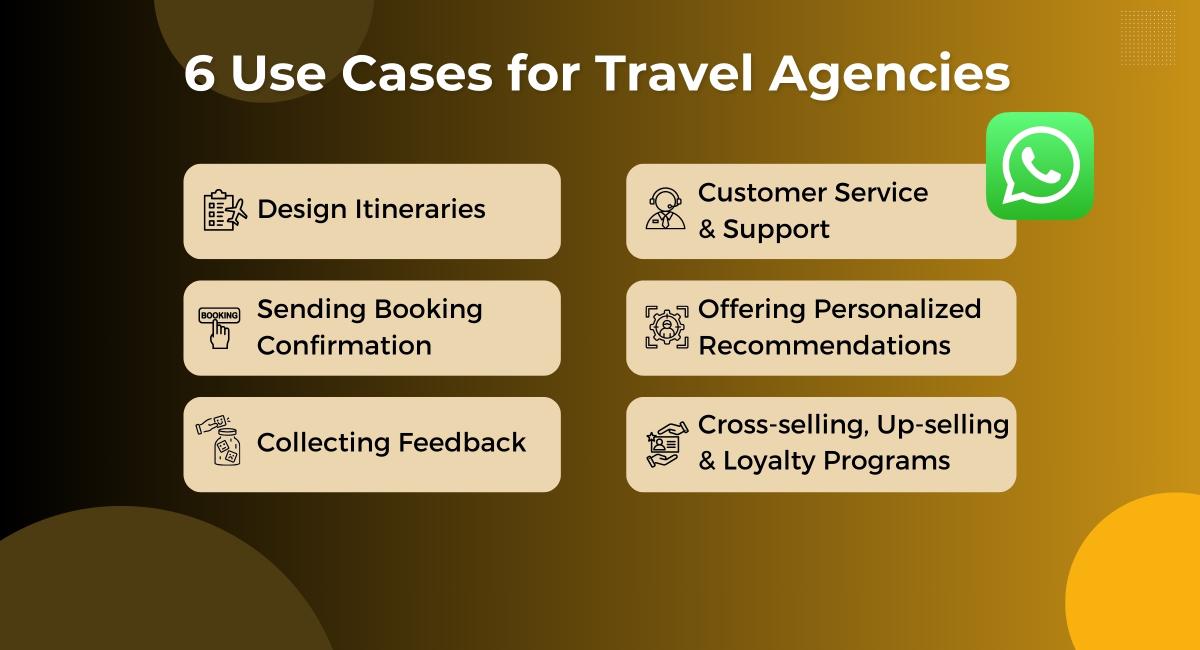 6 Use Cases for Travel Agencies
Design Itineraries
Customer Service
& Support
BOOKING
Sending Booking
Confirmation
Offering Personalized
Recommendations
Collecting Feedback
Cross-selling, Up-selling
& Loyalty Programs